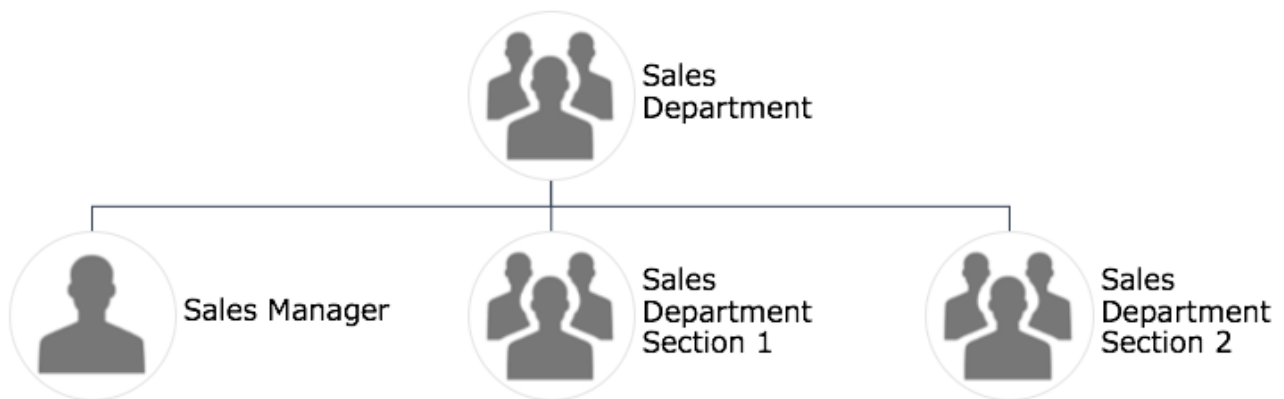 Sales
Department
Sales Manager
Sales
Department
Section 1
Sales
Department
Section 2